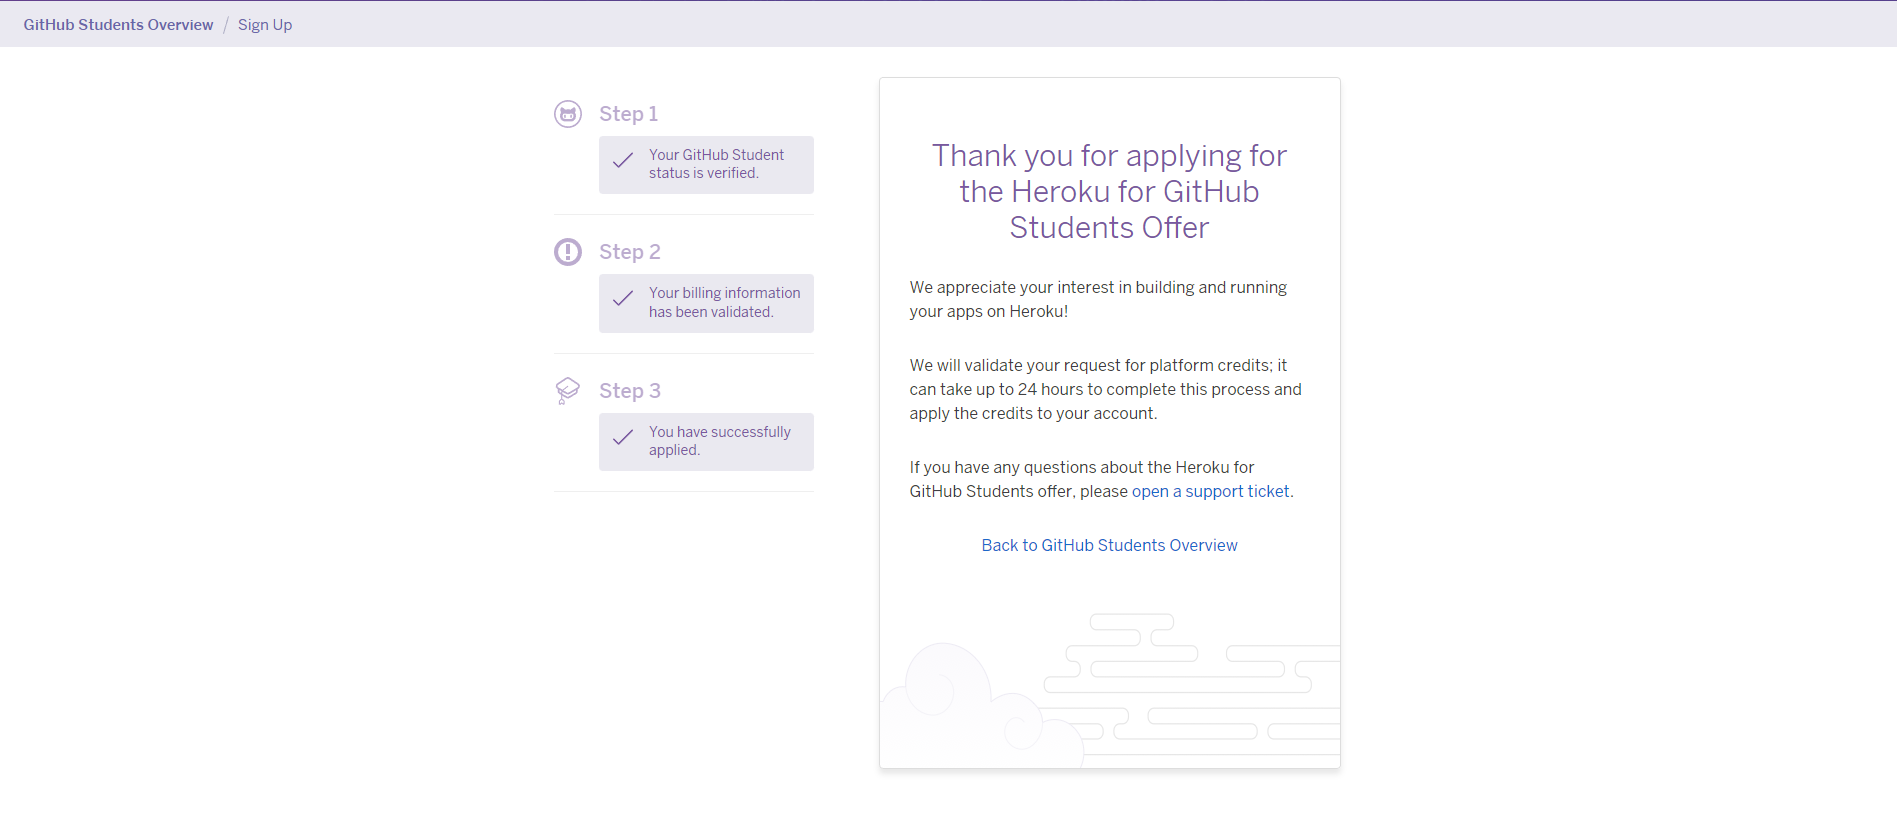 GitHub Students Overview / Sign Up
Step 1
Your GitHub Student
status is verified.
Step 2
Your billing information
has been validated.
Step 3
You have successfully
applied.
Thank you for applying for
the Heroku for GitHub
Students Offer
We appreciate your interest in building and running
your apps on Heroku!
We will validate your request for platform credits; it
can take up to 24 hours to complete this process and
apply the credits to your account.
If you have any questions about the Heroku for
GitHub Students offer, please open a support ticket.
Back to GitHub Students Overview